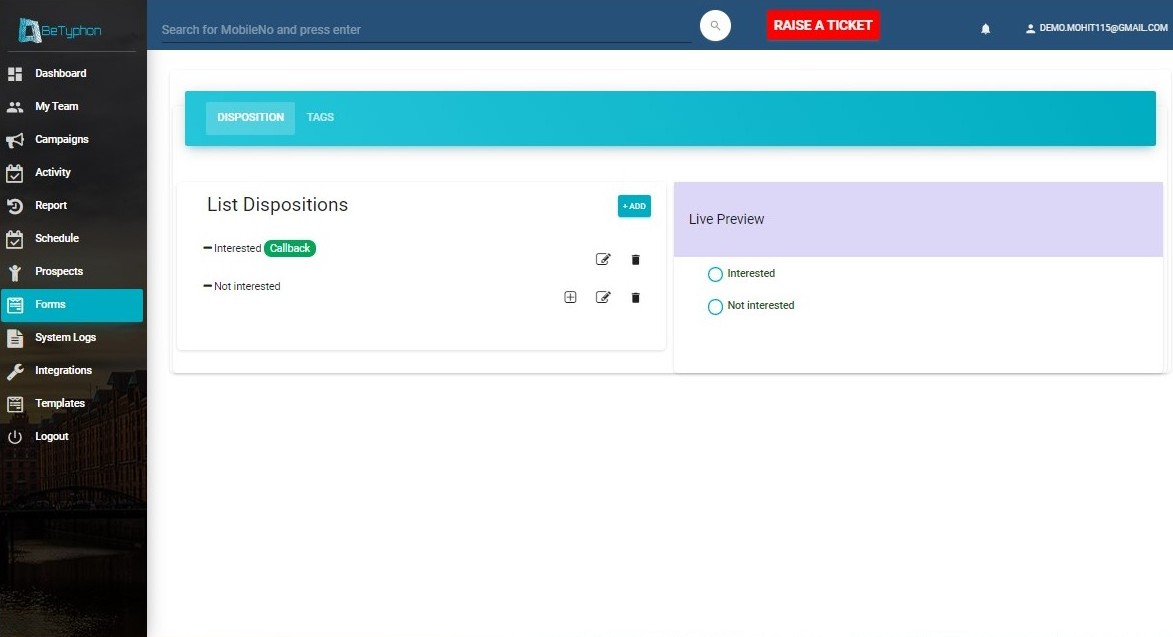 BeTyphon
Search for MobileNo and press enter
RAISE A TICKET
DEMO.MOHIT115@GMAIL.COM
Dashboard
My Team
Campaigns
Activity
Report
Schedule
Prospects
Forms
System Logs
Integrations
Templates
Logout
DISPOSITION TAGS
List Dispositions
+ ADD
Interested Callback
Not interested
Live Preview
Interested
Not interested